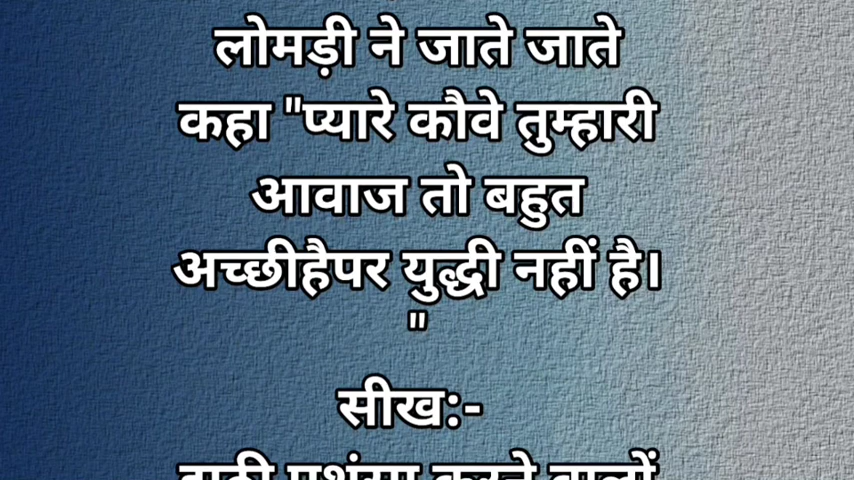 लोमड़ी ने जाते जाते
कहा "प्यारे कौवे तुम्हारी
आवाज तो बहुत
अच्छीहैपर युद्धी नहीं है।
"
सीख:-